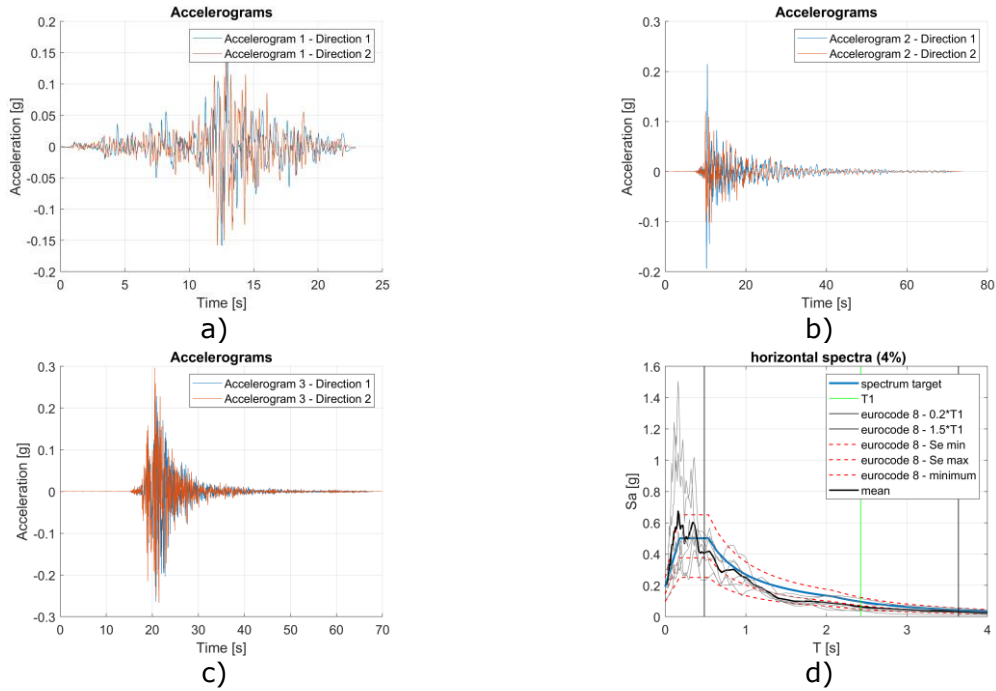 Accelerograms
0.2
0.15
0.1
0.05
0
-0.05
-0.1
-0.15
-0.2
Acceleration [g]
Accelerogram 1 - Direction 1
Accelerogram 1 - Direction 2
0 5 10 15 20 25
Time [s]
a)
Accelerograms
0.3
0.2
0.1
0
-0.1
-0.2
Acceleration [g]
Accelerogram 2 - Direction 1
Accelerogram 2 - Direction 2
0 20 40 60 80
Time [s]
b)
Accelerograms
0.3
0.2
0.1
0
-0.1
-0.2
-0.3
Acceleration [g]
Accelerogram 3 - Direction 1
Accelerogram 3 - Direction 2
0 10 20 30 40 50 60 70
Time [s]
c)
horizontal spectra (4%)
1.6
1.4
1.2
1
0.8
0.6
0.4
0.2
0
Sa [g]
spectrum target
T1
eurocode 8 - 0.2*T1
eurocode 8 - 1.5*T1
eurocode 8 - Se min
eurocode 8 - Se max
eurocode 8 - minimum
mean
0 1 2 3 4
T [s]
d)